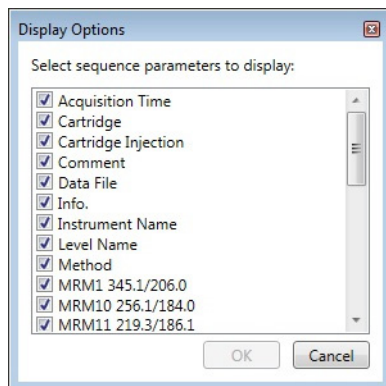 Display Options
Select sequence parameters to display:
Acquisition Time
Cartridge
Cartridge Injection
Comment
Data File
Info.
Instrument Name
Level Name
Method
MRM1 345.1/206.0
MRM10 256.1/184.0
MRM11 219.3/186.1
OK
Cancel